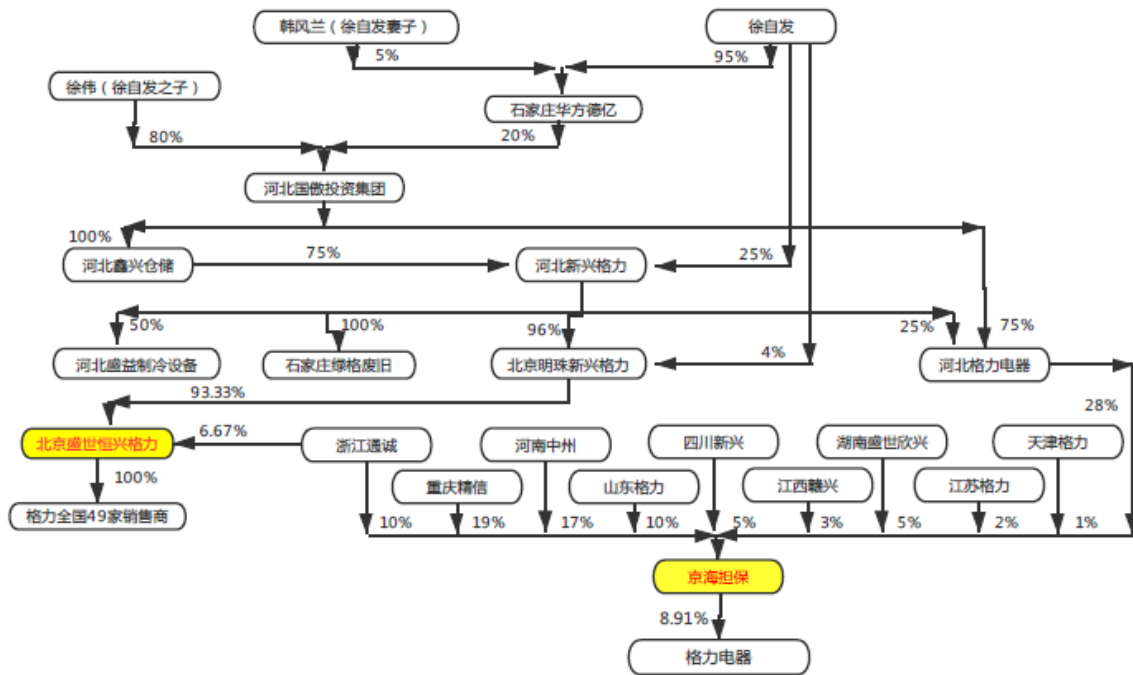 韩风兰（徐自发妻子）
徐自发
5%
95%
徐伟（徐自发之子）
石家庄华方德亿
80%
20%
河北国傲投资集团
100%
75%
25%
河北鑫兴仓储
河北新兴格力
50%
100%
96%
25%
75%
4%
河北盛益制冷设备
石家庄绿格废旧
北京明珠新兴格力
河北格力电器
93.33%
28%
北京盛世恒兴格力
6.67%
浙江通诚
河南中州
四川新兴
湖南盛世欣兴
天津格力
100%
重庆精信
山东格力
江西赣兴
江苏格力
格力全国49家销售商
10%
19%
17%
10%
5%
3%
5%
2%
1%
京海担保
8.91%
格力电器